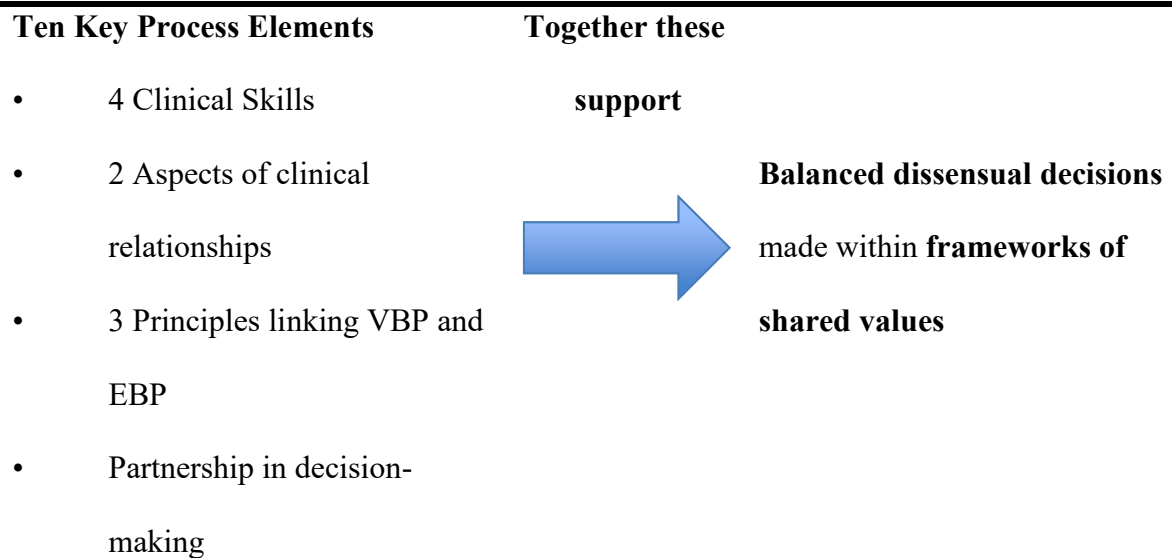 Ten Key Process Elements
• 4 Clinical Skills
• 2 Aspects of clinical
relationships
• 3 Principles linking VBP and
EBP
• Partnership in decision-
making
Together these
support
Balanced dissensual decisions
made within frameworks of
shared values